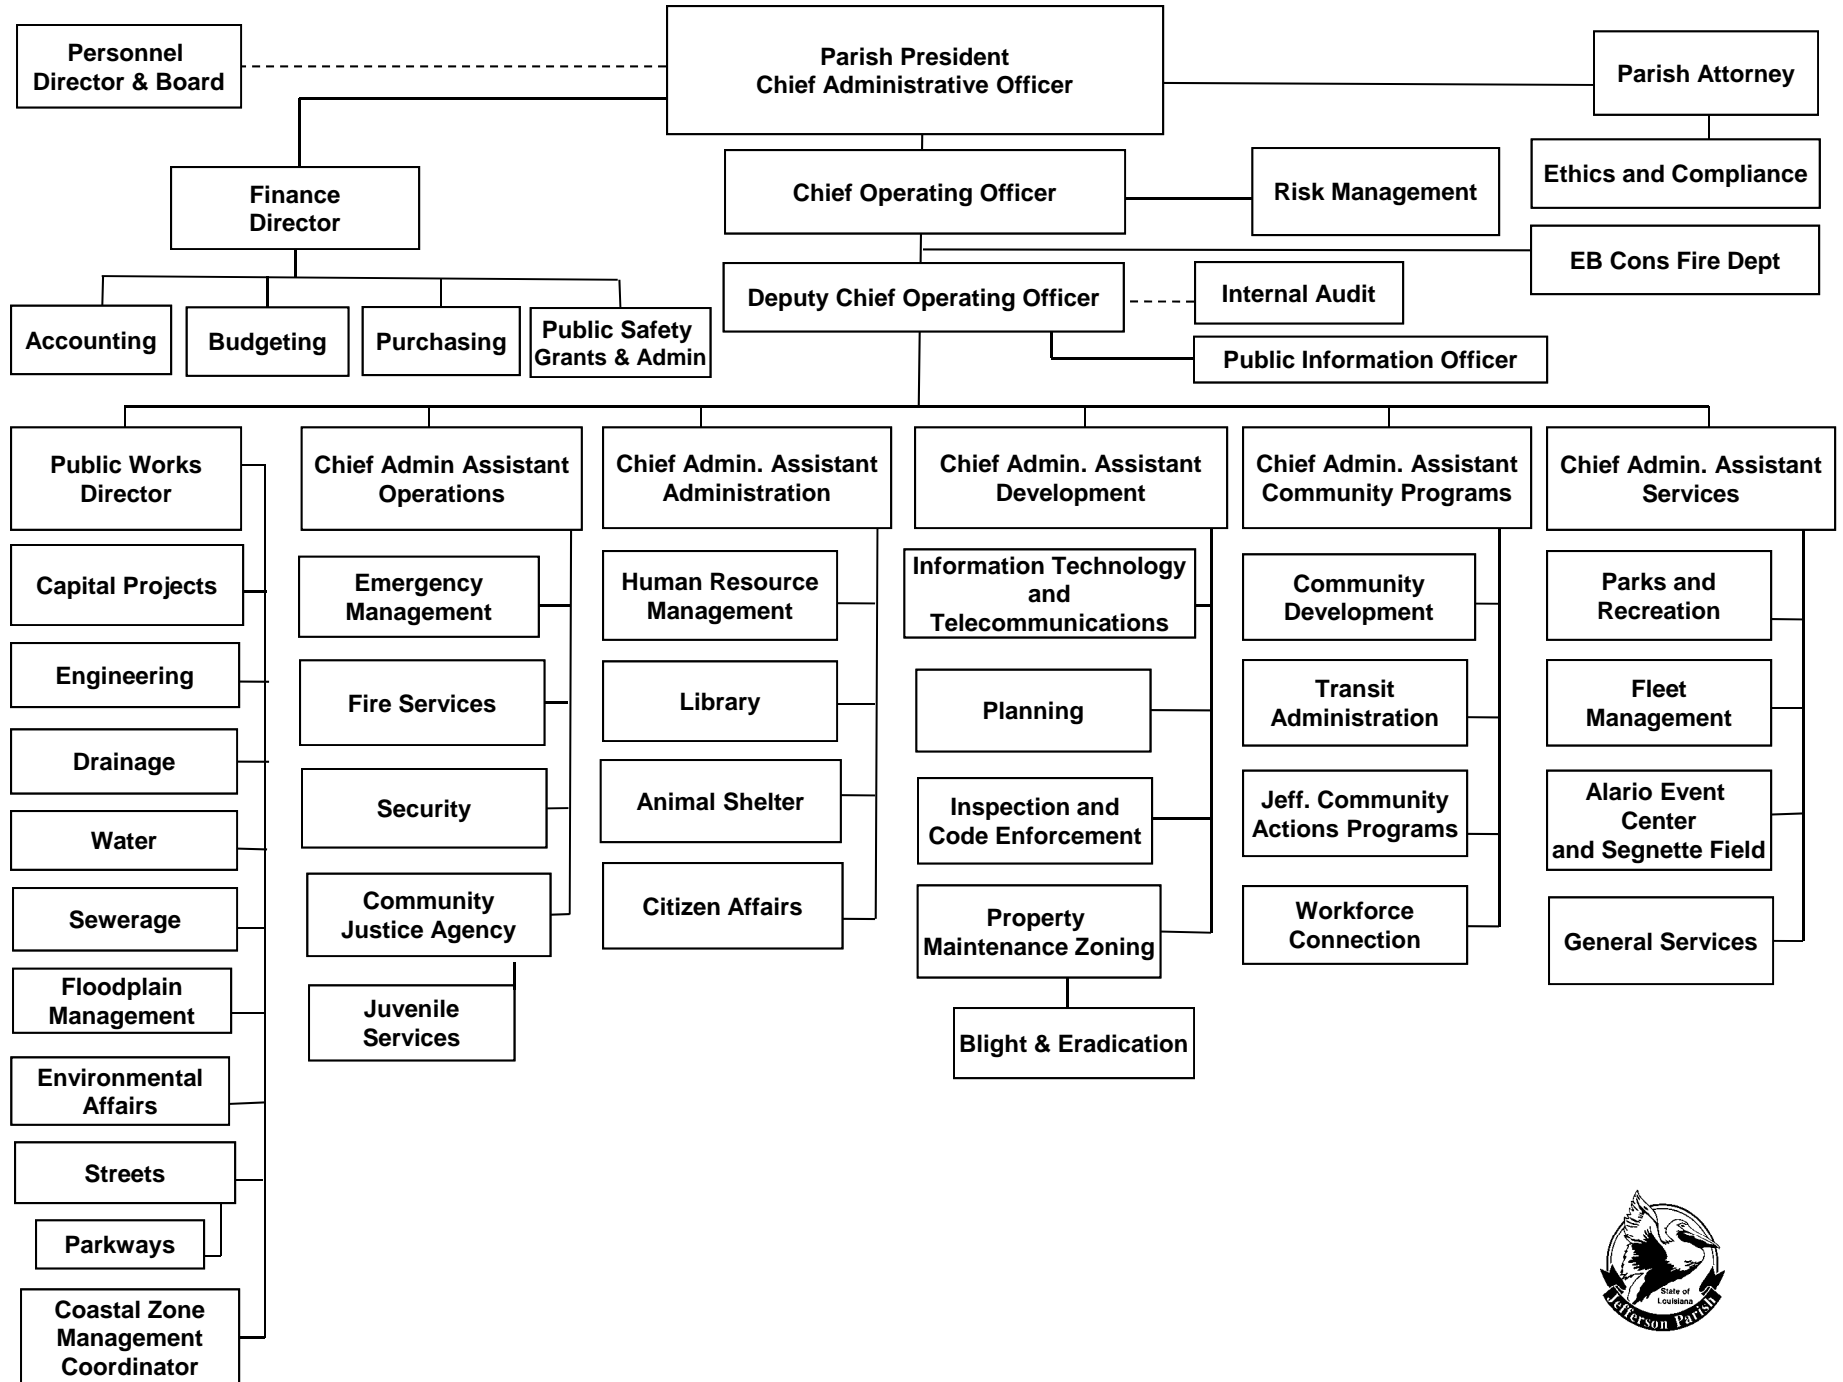 Personnel
Director & Board
Parish President
Chief Administrative Officer
Parish Attorney
Ethics and Compliance
Finance
Director
Chief Operating Officer
Risk Management
EB Cons Fire Dept
Deputy Chief Operating Officer
Internal Audit
Public Information Officer
Accounting
Budgeting
Purchasing
Public Safety
Grants & Admin
Public Works
Director
Capital Projects
Engineering
Drainage
Water
Sewerage
Floodplain
Management
Environmental
Affairs
Streets
Parkways
Coastal Zone
Management
Coordinator
Chief Admin Assistant
Operations
Emergency
Management
Fire Services
Security
Community
Justice Agency
Juvenile
Services
Chief Admin. Assistant
Administration
Human Resource
Management
Library
Animal Shelter
Citizen Affairs
Chief Admin. Assistant
Development
Information Technology
and
Telecommunications
Planning
Inspection and
Code Enforcement
Property
Maintenance Zoning
Blight & Eradication
Chief Admin. Assistant
Community Programs
Community
Development
Transit
Administration
Jeff. Community
Actions Programs
Workforce
Connection
Chief Admin. Assistant
Services
Parks and
Recreation
Fleet
Management
Alario Event
Center
and Segnette Field
General Services
State of
Louisiana
Jefferson Parish